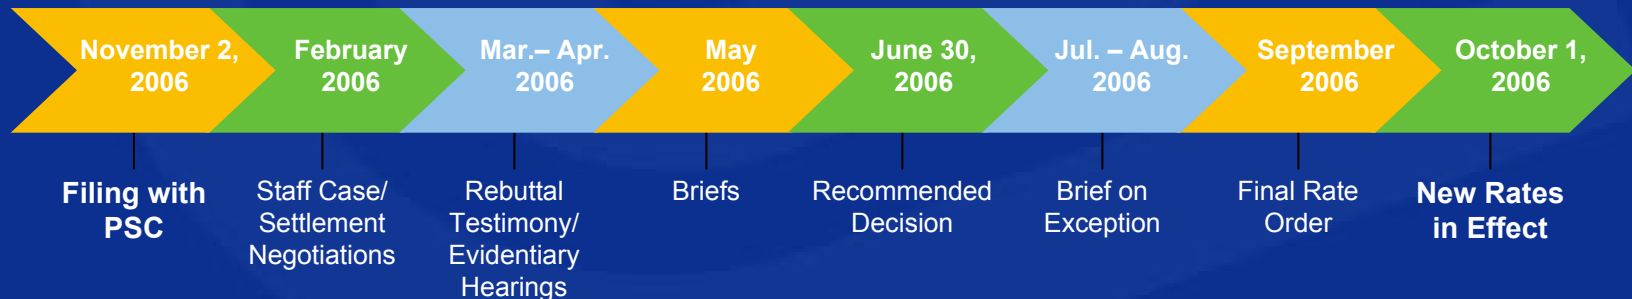 November 2,
2006
February
2006
Mar.– Apr.
2006
May
2006
June 30,
2006
Jul. – Aug.
2006
September
2006
October 1,
2006
Filing with
PSC
Staff Case/
Settlement
Negotiations
Rebuttal
Testimony/
Evidentiary
Hearings
Briefs
Recommended
Decision
Brief on
Exception
Final Rate
Order
New Rates
in Effect